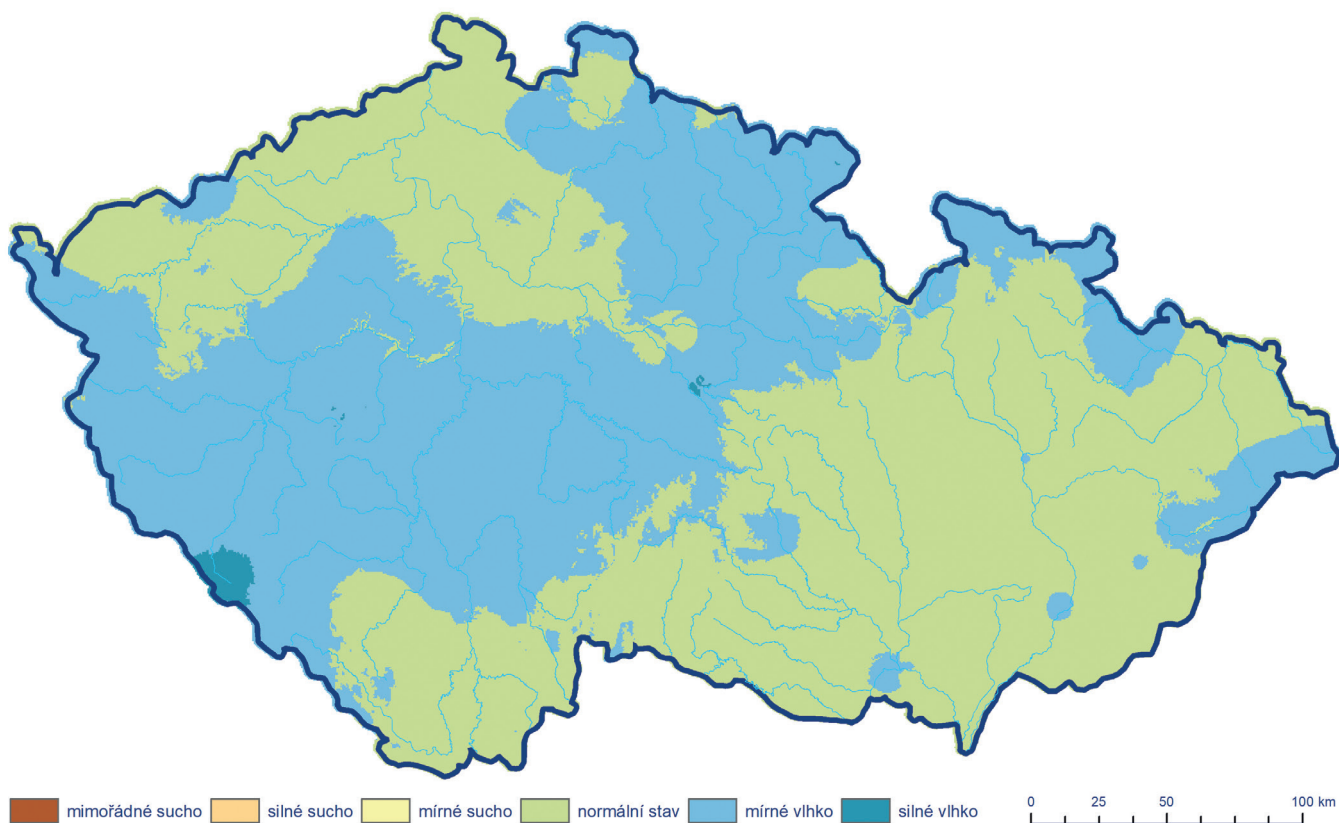 0 25 50 100 km
mimořádné sucho silné sucho mírné sucho normální stav mírné vlhko silné vlhko